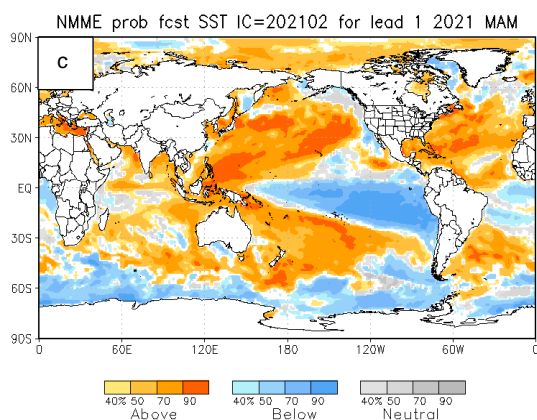 NMME prob fcst SST IC=202102 for lead 1 2021 MAM
90N
C
60N
30N
EQ
30S
60S
90S
0 60E 120E 180 120W 60W 0
40% 50 70 90 40% 50 70 90 40% 50 70 90
Above Below Neutral